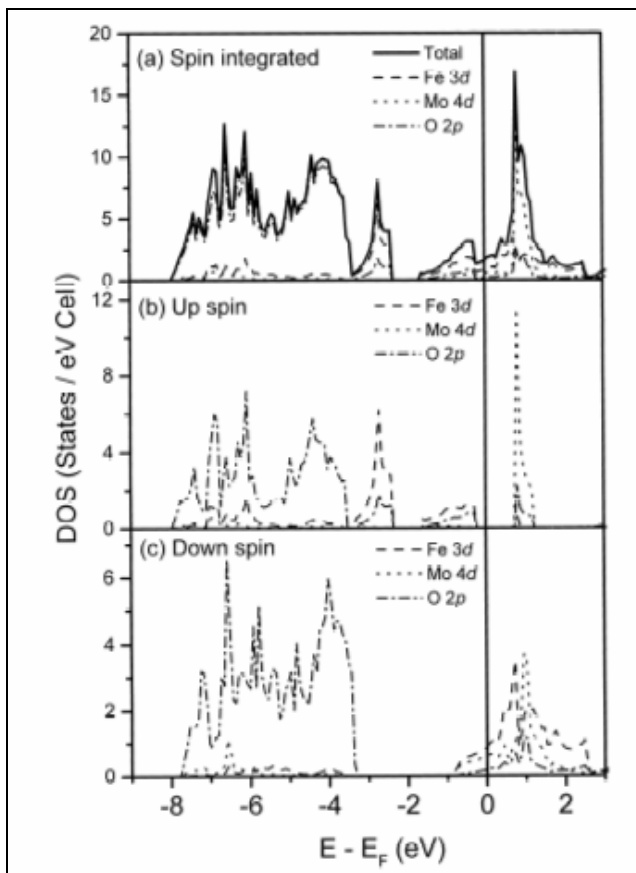 20
(a) Spin integrated
Total
Fe 3d
15
Mo 4d
O 2p
10
5
0
DOS (States / eV Cell)
12
(b) Up spin
Fe 3d
Mo 4d
8
O 2p
4
0
(c) Down spin
Fe 3d
6
Mo 4d
O 2p
4
2
0
-8 -6 -4 -2 0 2
E - EF (eV)